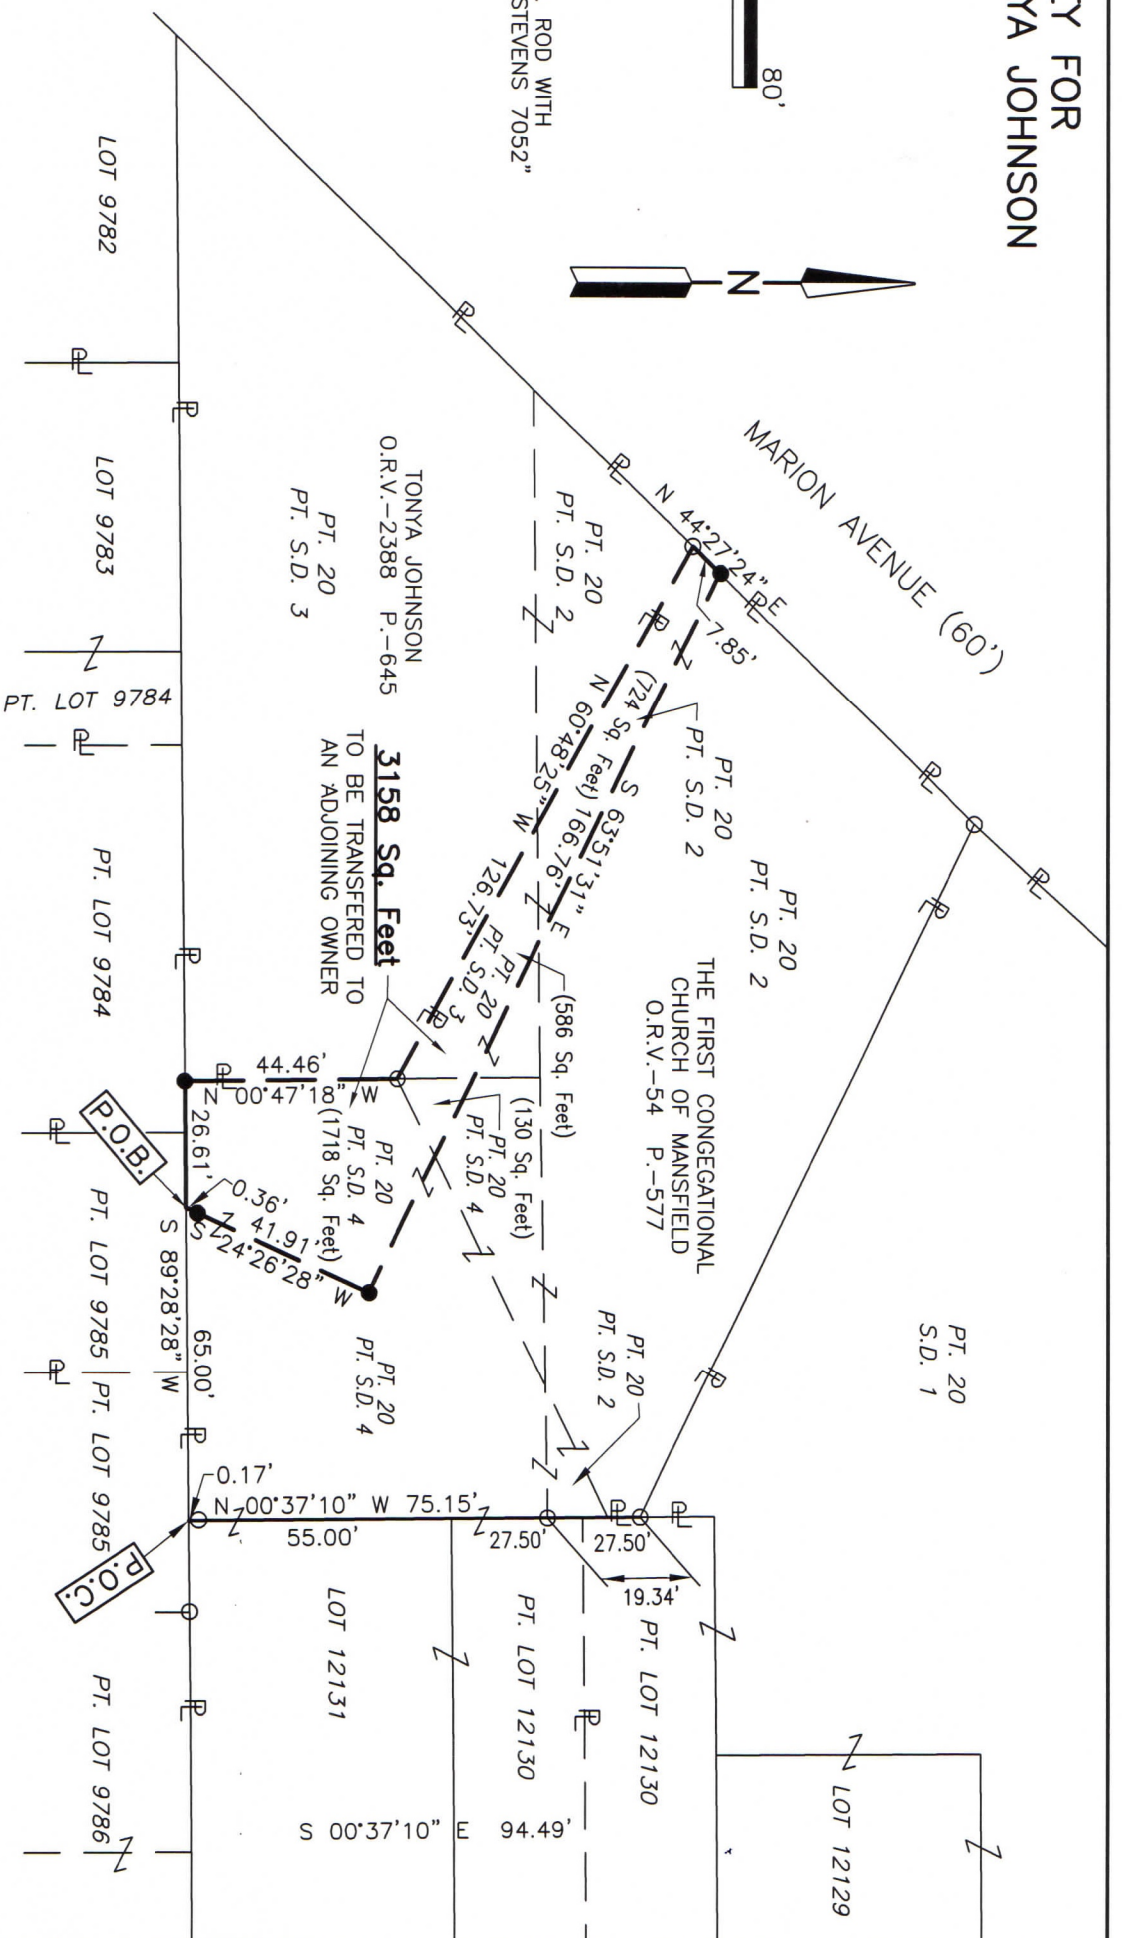 EY FOR
YA JOHNSON
80'
ROD WITH
STEVENS 7052"
N
MARION AVENUE (60')
N 44°27'24" E
7.85'
PT. 20
PT. S.D. 2
PT. 20
PT. S.D. 2
PT. 20
PT. S.D. 2
THE FIRST CONGEGATIONAL
CHURCH OF MANSFIELD
O.R.V.-54 P.-577
PT. 20
S.D. 1
(724 Sq. Feet)
S 63°51'31" E
166.76'
N 60°48'25" W
126.73'
PT. 20
PT. S.D. 3
(586 Sq. Feet)
(130 Sq. Feet)
PT. 20
PT. S.D. 4
TONYA JOHNSON
O.R.V.-2388 P.-645
PT. 20
PT. S.D. 3
3158 Sq. Feet
TO BE TRANSFERRED TO
AN ADJOINING OWNER
44.46'
N 00°47'18" W
PT. 20
PT. S.D. 4
(1718 Sq. Feet)
26.61'
P.O.B.
0.36'
41.91'
S 24°26'28" W
PT. 20
PT. S.D. 4
PT. 20
PT. S.D. 2
S 89°28'28" W
65.00'
0.17'
P.O.C.
N 00°37'10" W 75.15'
55.00'
27.50'
27.50'
19.34'
LOT 12131
PT. LOT 12130
PT. LOT 12130
LOT 12129
S 00°37'10" E 94.49'
LOT 9782
LOT 9783
PT. LOT 9784
PT. LOT 9784
PT. LOT 9785
PT. LOT 9785
PT. LOT 9786